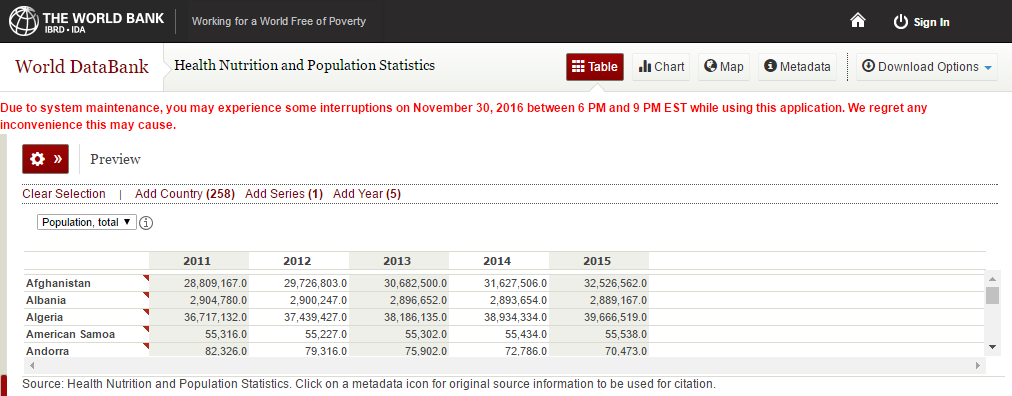 THE WORLD BANK
IBRD • IDA
Working for a World Free of Poverty
Sign In
World DataBank
Health Nutrition and Population Statistics
Table
Chart
Map
Metadata
Download Options
Due to system maintenance, you may experience some interruptions on November 30, 2016 between 6 PM and 9 PM EST while using this application. We regret any
inconvenience this may cause.
»
Preview
Clear Selection | Add Country (258) Add Series (1) Add Year (5)
Population, total
2011 2012 2013 2014 2015
Afghanistan 28,809,167.0 29,726,803.0 30,682,500.0 31,627,506.0 32,526,562.0
Albania 2,904,780.0 2,900,247.0 2,896,652.0 2,893,654.0 2,889,167.0
Algeria 36,717,132.0 37,439,427.0 38,186,135.0 38,934,334.0 39,666,519.0
American Samoa 55,316.0 55,227.0 55,302.0 55,434.0 55,538.0
Andorra 82,326.0 79,316.0 75,902.0 72,786.0 70,473.0
Source: Health Nutrition and Population Statistics. Click on a metadata icon for original source information to be used for citation.